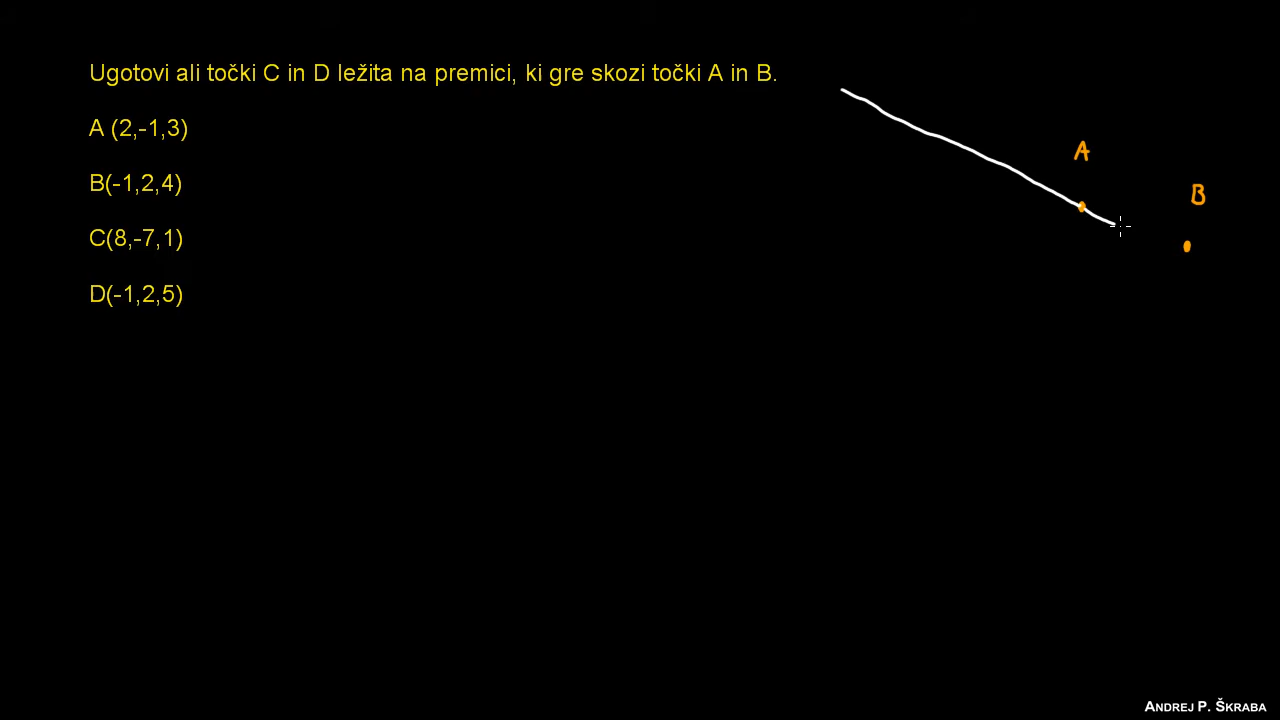 Ugotovi ali točki C in D ležita na premici, ki gre skozi točki A in B.
A (2,-1,3)
B(-1,2,4)
C(8,-7,1)
D(-1,2,5)
A
B
ANDREJ P. ŠKRABA